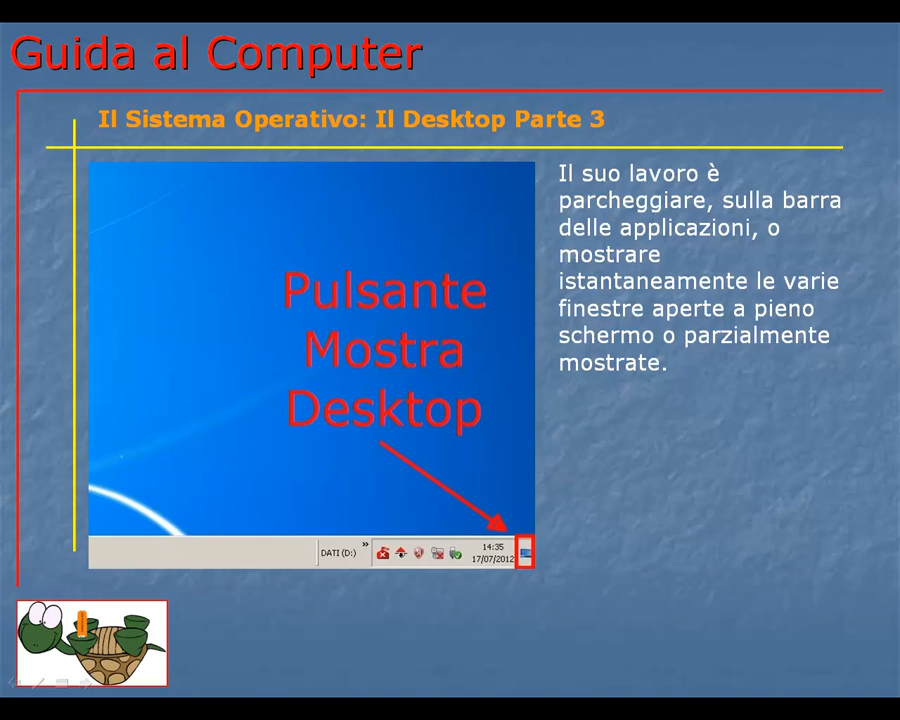 Guida al Computer
Il Sistema Operativo: Il Desktop Parte 3
Il suo lavoro è
parcheggiare, sulla barra
delle applicazioni, o
mostrare
istantaneamente le varie
finestre aperte a pieno
schermo o parzialmente
mostrate.
Pulsante
Mostra
Desktop
DATI (D:)
14:35
17/07/2012